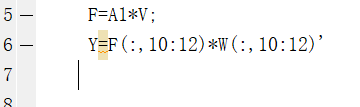 5 — F=A1*V;
6 — Y=F(:,10:12)*W(:,10:12)'
7
8